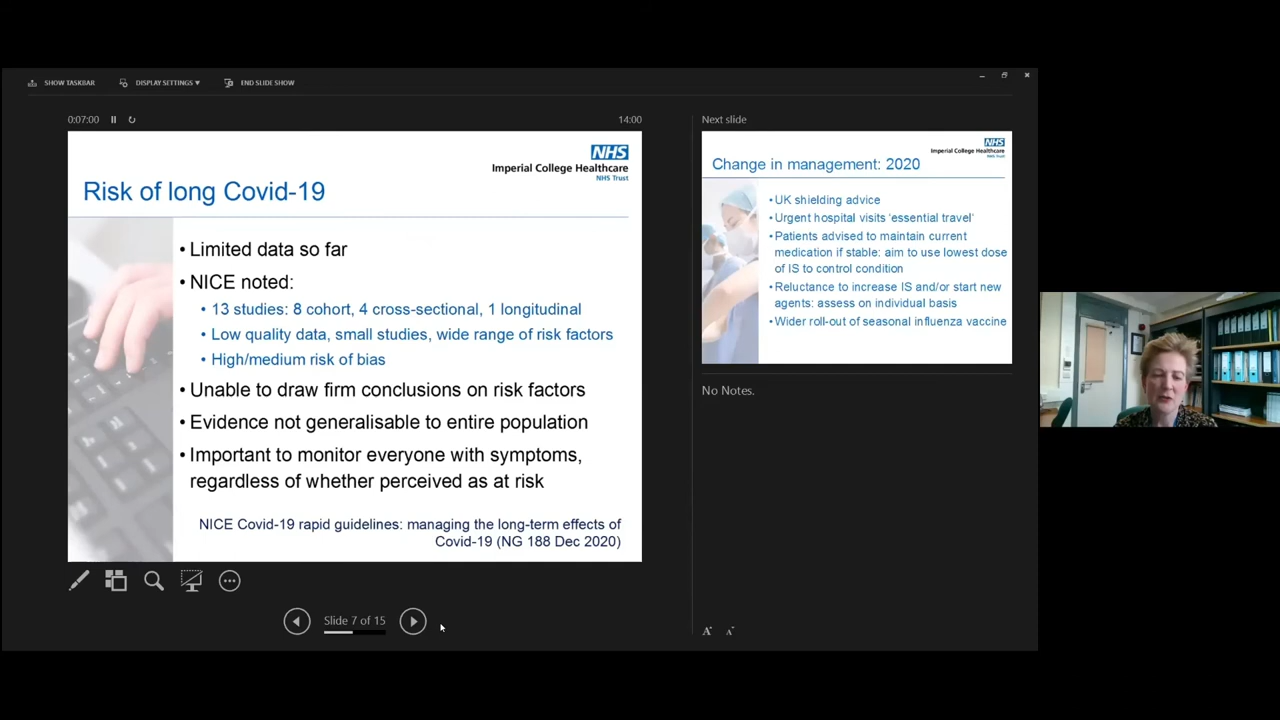 SHOW TASKBAR
DISPLAY SETTINGS ▾
END SLIDE SHOW
0:07:00
14:00
NHS
Imperial College Healthcare
NHS Trust
Risk of long Covid-19
• Limited data so far
• NICE noted:
• 13 studies: 8 cohort, 4 cross-sectional, 1 longitudinal
• Low quality data, small studies, wide range of risk factors
• High/medium risk of bias
• Unable to draw firm conclusions on risk factors
• Evidence not generalisable to entire population
• Important to monitor everyone with symptoms,
regardless of whether perceived as at risk
NICE Covid-19 rapid guidelines: managing the long-term effects of
Covid-19 (NG 188 Dec 2020)
Slide 7 of 15
Next slide
NHS
Imperial College Healthcare
NHS Trust
Change in management: 2020
• UK shielding advice
• Urgent hospital visits 'essential travel'
• Patients advised to maintain current
medication if stable: aim to use lowest dose
of IS to control condition
• Reluctance to increase IS and/or start new
agents: assess on individual basis
• Wider roll-out of seasonal influenza vaccine
No Notes.
A
A